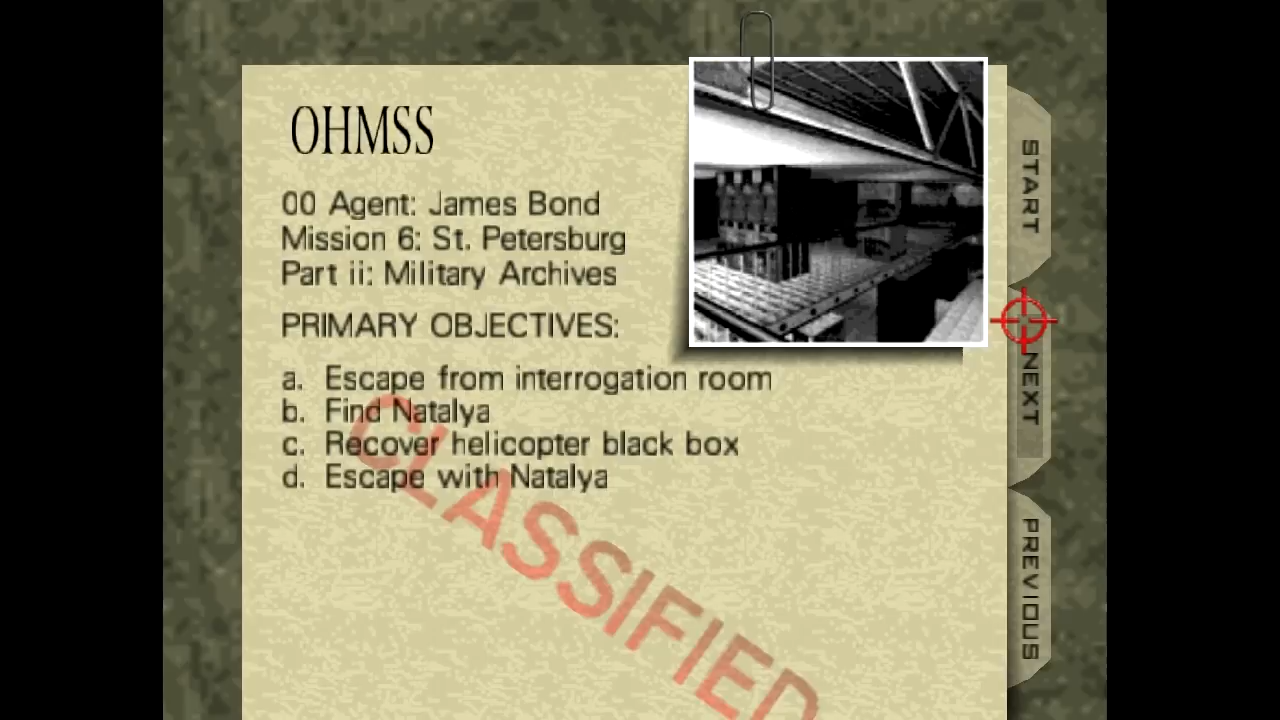 OHMSS
00 Agent: James Bond
Mission 6: St. Petersburg
Part ii: Military Archives
PRIMARY OBJECTIVES:
a. Escape from interrogation room
b. Find Natalya
c. Recover helicopter black box
d. Escape with Natalya
CLASSIFIED
START
NEXT
PREVIOUS